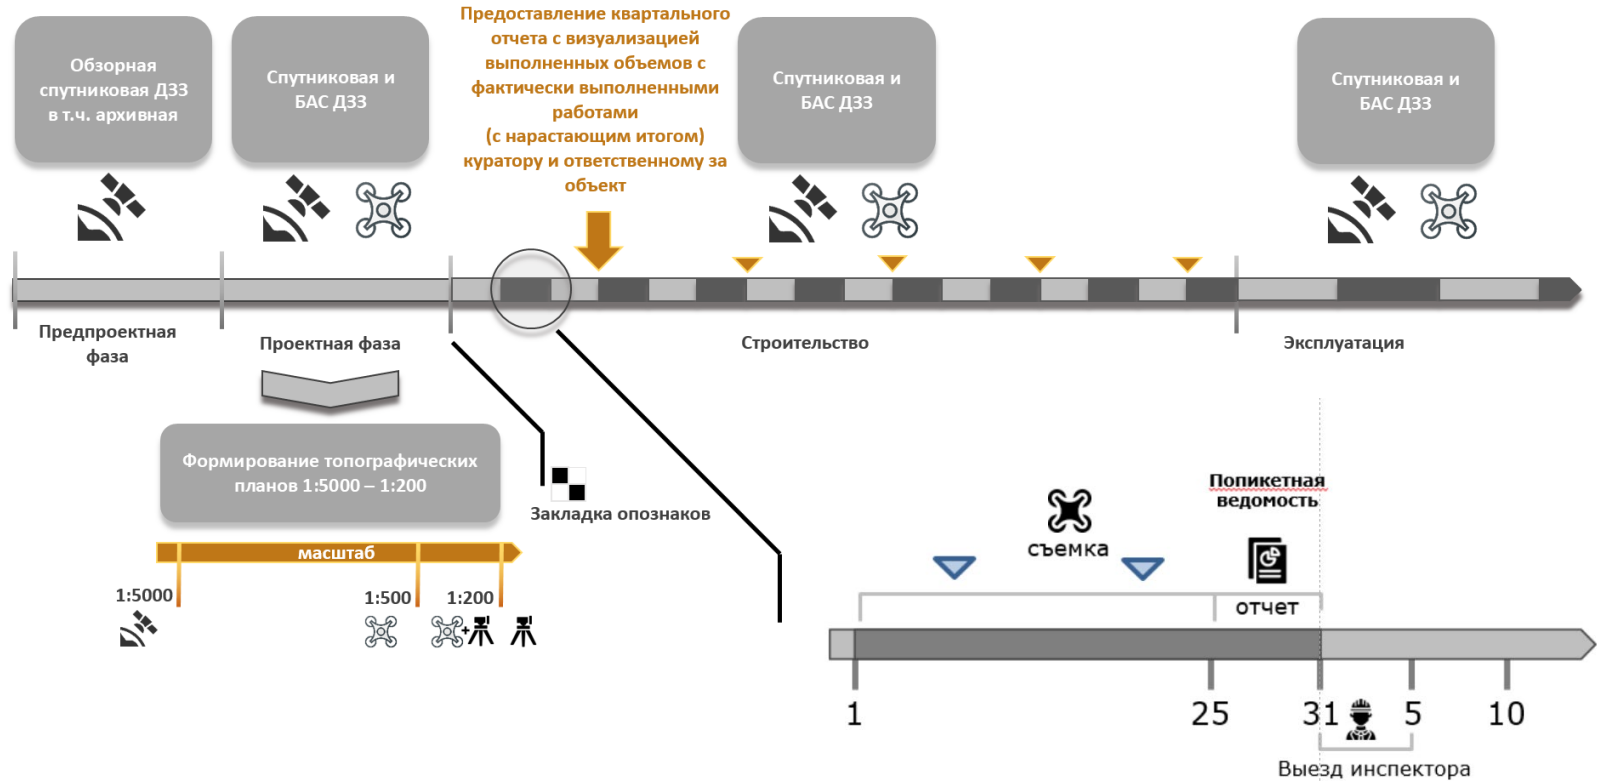 Обзорная
спутниковая ДЗЗ
в т.ч. архивная
Спутниковая и
БАС ДЗЗ
Предоставление квартального
отчета с визуализацией
выполненных объемов с
фактически выполненными
работами
(с нарастающим итогом)
куратору и ответственному за
объект
Спутниковая и
БАС ДЗЗ
Спутниковая и
БАС ДЗЗ
Предпроектная
фаза
Проектная фаза
Строительство
Эксплуатация
Формирование топографических
планов 1:5000 – 1:200
масштаб
1:5000
1:500
1:200
+
Закладка опознаков
Попикетная
ведомость
съемка
отчет
1
25
31
5
10
Выезд инспектора